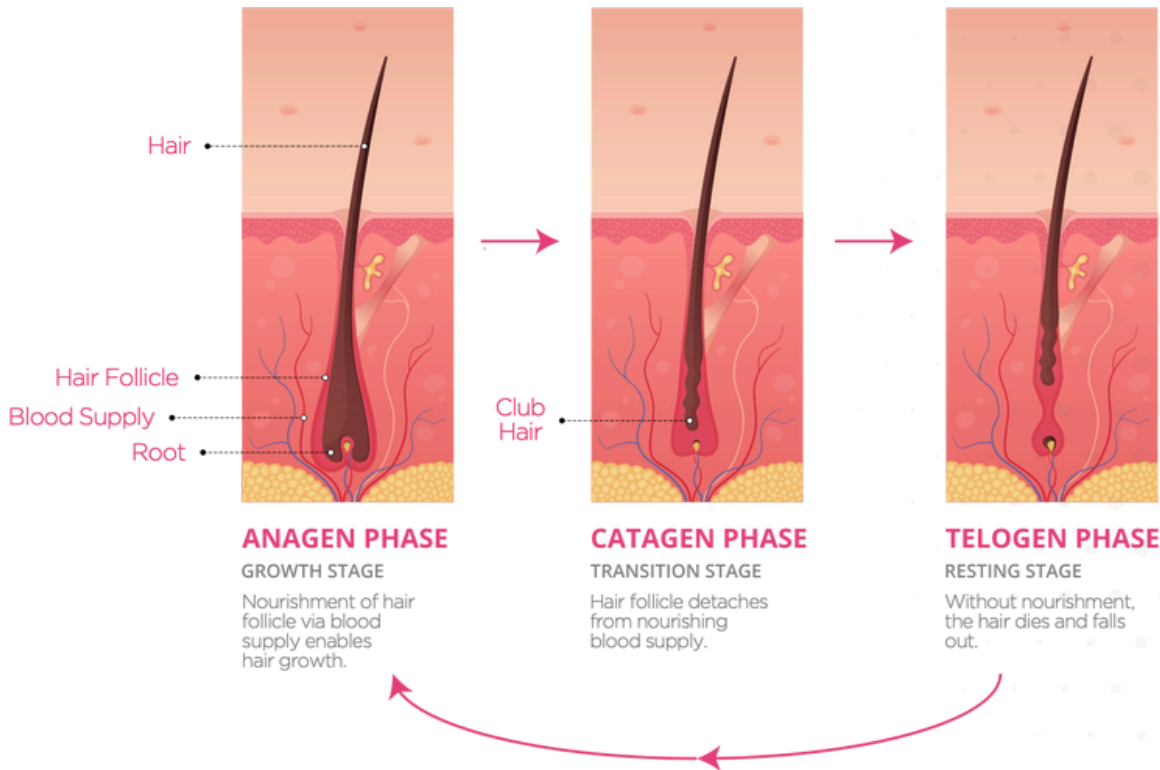 Hair
Hair Follicle
Blood Supply
Root
Club
Hair
ANAGEN PHASE
GROWTH STAGE
Nourishment of hair
follicle via blood
supply enables
hair growth.
CATAGEN PHASE
TRANSITION STAGE
Hair follicle detaches
from nourishing
blood supply.
TELOGEN PHASE
RESTING STAGE
Without nourishment,
the hair dies and falls
out.